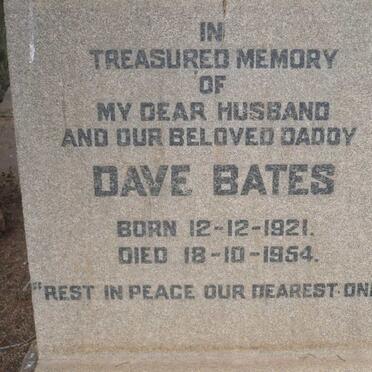 IN
TREASURED MEMORY
OF
MY DEAR HUSBAND
AND OUR BELOVED DADDY
DAVE BATES
BORN 12-12-1921.
DIED 18-10-1954.
"REST IN PEACE OUR DEAREST ONE